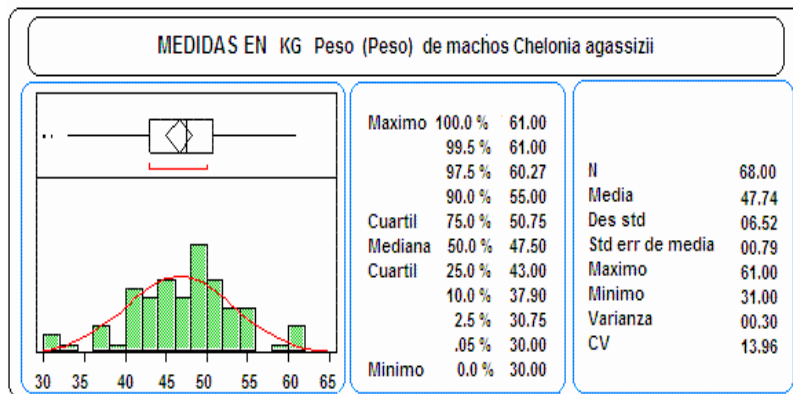 MEDIDAS EN KG Peso (Peso) de machos Chelonia agassizii
30 35 40 45 50 55 60 65
Maximo 100.0 % 61.00
99.5 % 61.00
97.5 % 60.27
90.0 % 55.00
Cuartil 75.0 % 50.75
Mediana 50.0 % 47.50
Cuartil 25.0 % 43.00
10.0 % 37.90
2.5 % 30.75
.05 % 30.00
Minimo 0.0 % 30.00
N 68.00
Media 47.74
Des std 06.52
Std err de media 00.79
Maximo 61.00
Minimo 31.00
Varianza 00.30
CV 13.96